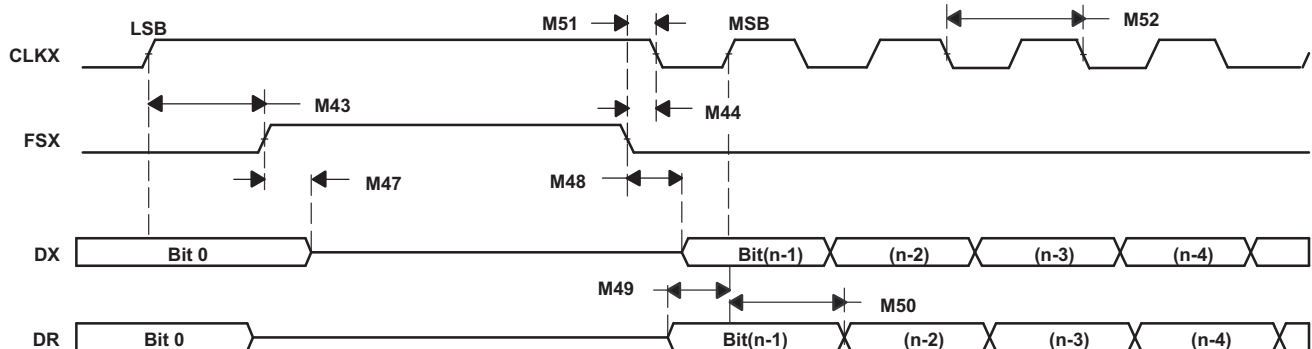 LSB
M51
MSB
M52
CLKX
M43
M44
FSX
M47
M48
DX
Bit 0
Bit(n-1)
(n-2)
(n-3)
(n-4)
M49
M50
DR
Bit 0
Bit(n-1)
(n-2)
(n-3)
(n-4)